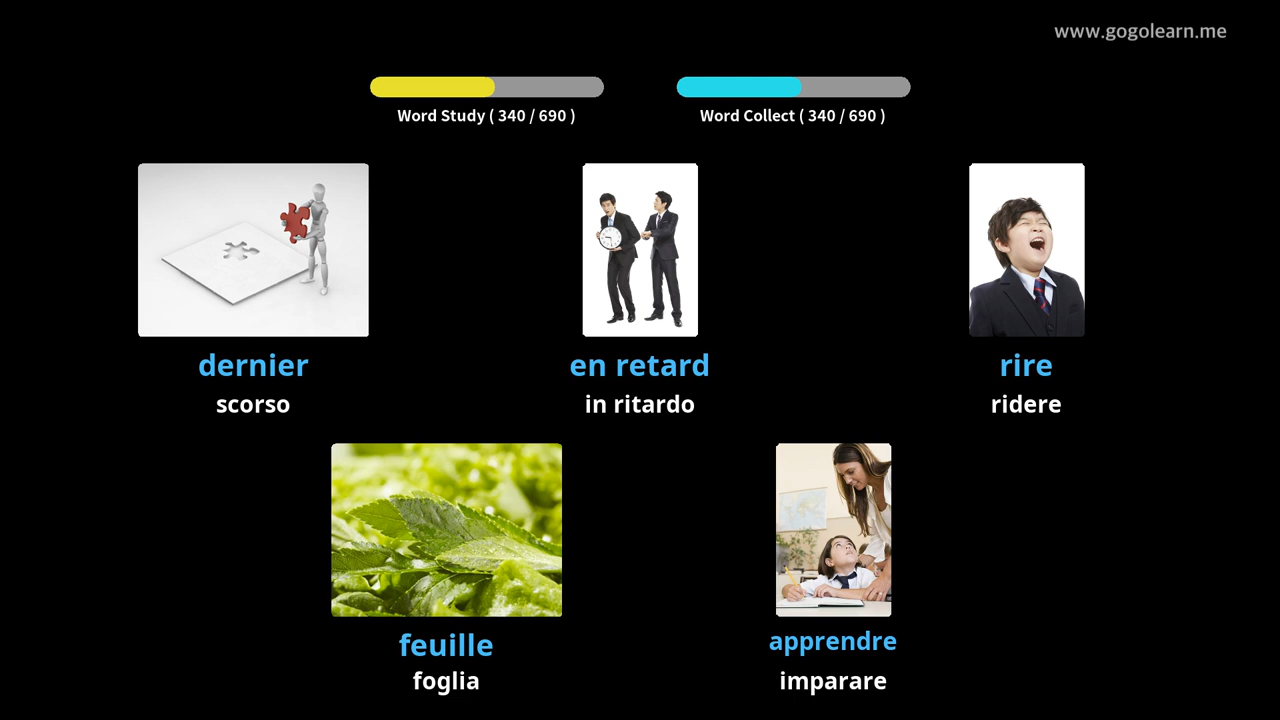 www.gogolearn.me
Word Study ( 340 / 690 )
Word Collect ( 340 / 690 )
dernier
scorso
en retard
in ritardo
rire
ridere
feuille
foglia
apprendre
imparare